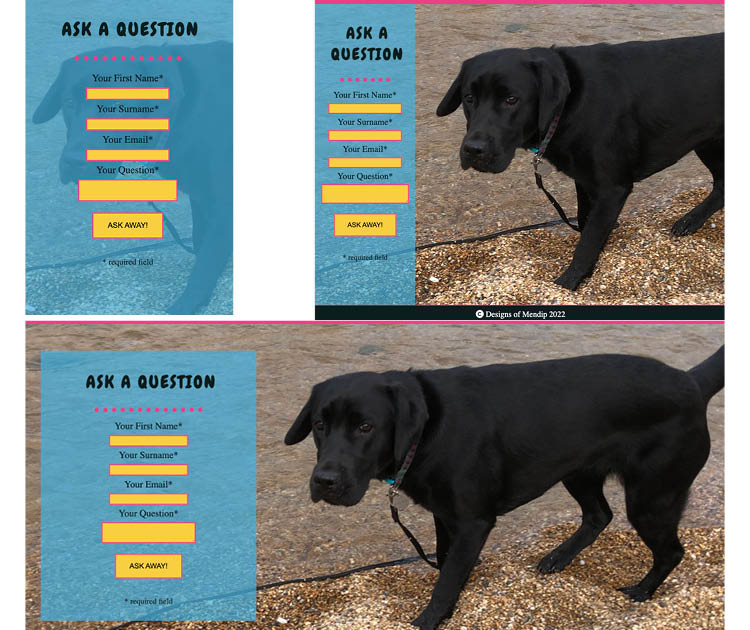 ASK A QUESTION
Your First Name*
Your Surname*
Your Email*
Your Question*
ASK AWAY!
* required field
ASK A
QUESTION
Your First Name*
Your Surname*
Your Email*
Your Question*
ASK AWAY!
* required field
C Designs of Mendip 2022
ASK A QUESTION
Your First Name*
Your Surname*
Your Email*
Your Question*
ASK AWAY!
* required field